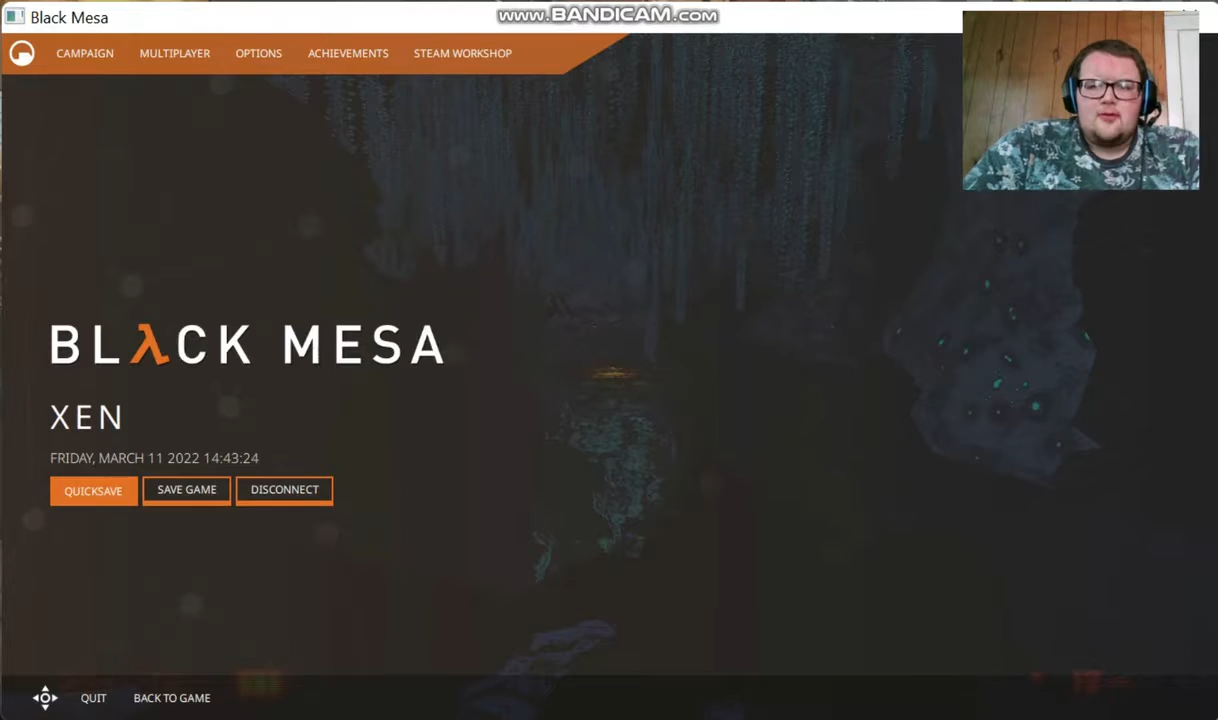 Black Mesa
www.BANDICAM.com
CAMPAIGN MULTIPLAYER OPTIONS ACHIEVEMENTS STEAM WORKSHOP
BLλCK MESA
XEN
FRIDAY, MARCH 11 2022 14:43:24
QUICKSAVE SAVE GAME DISCONNECT
QUIT BACK TO GAME